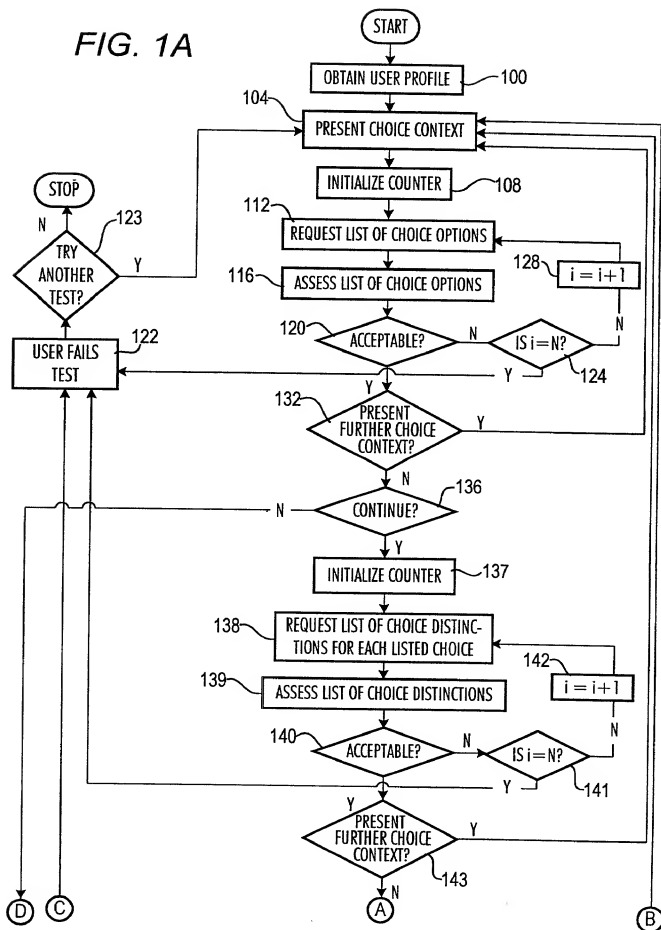 FIG. 1A
START
OBTAIN USER PROFILE
100
104
PRESENT CHOICE CONTEXT
INITIALIZE COUNTER
108
STOP
N
123
TRY
ANOTHER
TEST?
Y
112
REQUEST LIST OF CHOICE OPTIONS
116
ASSESS LIST OF CHOICE OPTIONS
128
i = i+1
N
120
ACCEPTABLE?
N
IS i = N?
124
Y
122
USER FAILS
TEST
Y
132
PRESENT
FURTHER CHOICE
CONTEXT?
Y
N
136
CONTINUE?
N
Y
INITIALIZE COUNTER
137
138
REQUEST LIST OF CHOICE DISTINC-
TIONS FOR EACH LISTED CHOICE
139
ASSESS LIST OF CHOICE DISTINCTIONS
142
i = i+1
N
140
ACCEPTABLE?
N
IS i = N?
141
Y
Y
PRESENT
FURTHER CHOICE
CONTEXT?
Y
143
N
D
C
A
B